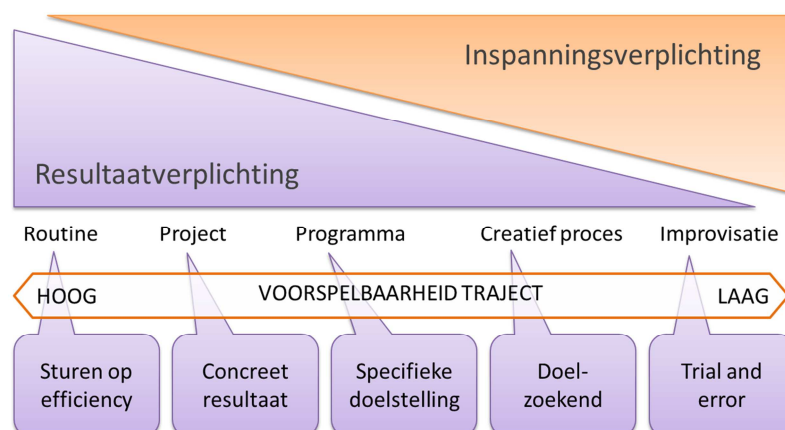 Inspanningsverplichting
Resultaatverplichting
Routine Project Programma Creatief proces Improvisatie
HOOG VOORSPELBAARHEID TRAJECT LAAG
Sturen op
efficiency
Concreet
resultaat
Specifieke
doelstelling
Doel-
zoekend
Trial and
error